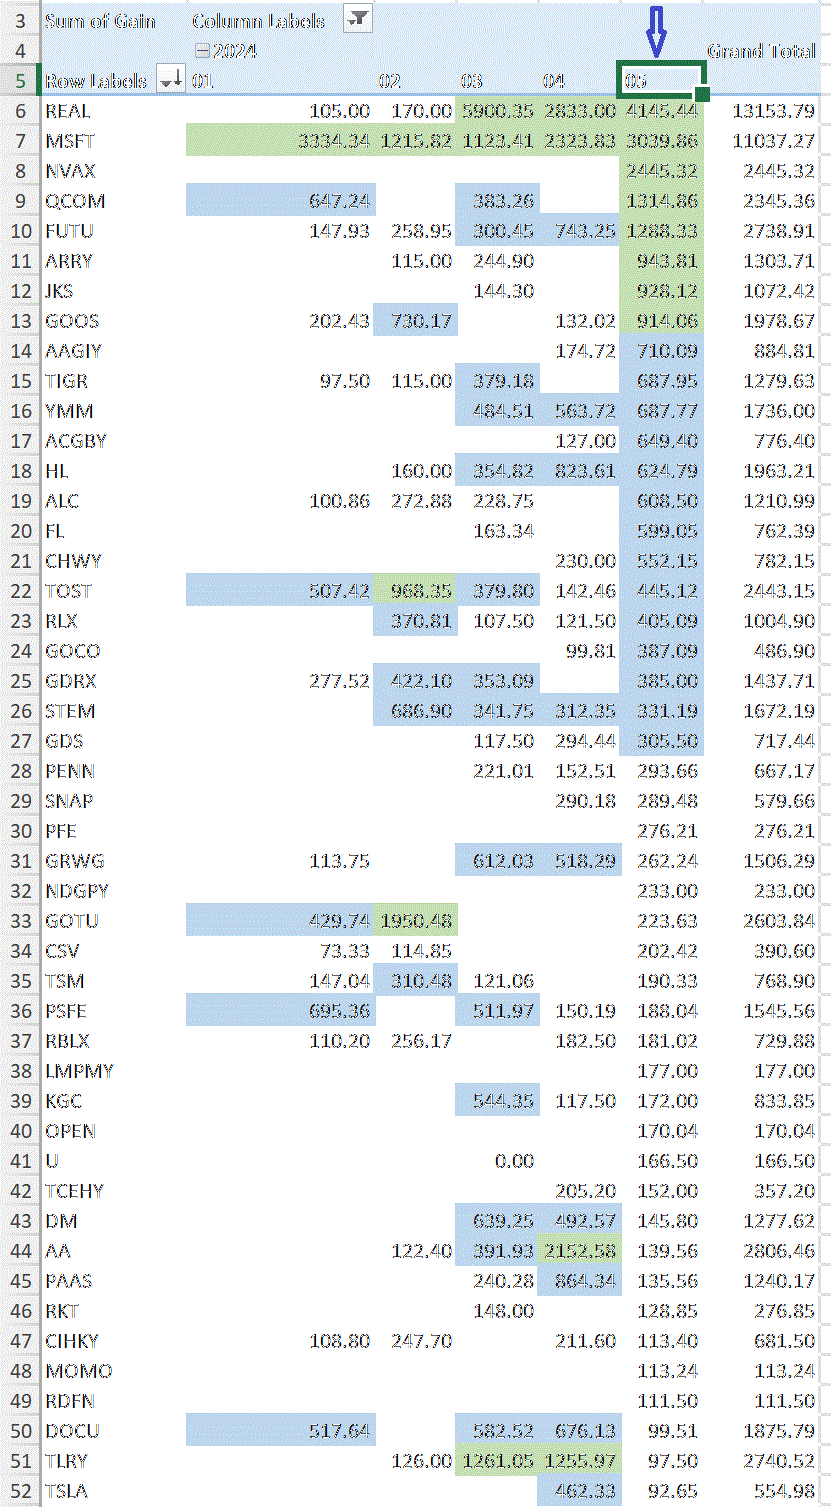 3 Sum of Gain Column Labels
4 2024 Grand Total
5 Row Labels 01 02 03 04 05
6 REAL 105.00 170.00 5900.35 2833.00 4145.44 13153.79
7 MSFT 3334.34 1215.82 1123.41 2323.83 3039.86 11037.27
8 NVAX 2445.32 2445.32
9 QCOM 647.24 383.26 1314.86 2345.36
10 FUTU 147.93 258.95 300.45 743.25 1288.33 2738.91
11 ARRY 115.00 244.90 943.81 1303.71
12 JKS 144.30 928.12 1072.42
13 GOOS 202.43 730.17 132.02 914.06 1978.67
14 AAGIY 174.72 710.09 884.81
15 TIGR 97.50 115.00 379.18 687.95 1279.63
16 YMM 484.51 563.72 687.77 1736.00
17 ACGBY 127.00 649.40 776.40
18 HL 160.00 354.82 823.61 624.79 1963.21
19 ALC 100.86 272.88 228.75 608.50 1210.99
20 FL 163.34 599.05 762.39
21 CHWY 230.00 552.15 782.15
22 TOST 507.42 968.35 379.80 142.46 445.12 2443.15
23 RLX 370.81 107.50 121.50 405.09 1004.90
24 GOCO 99.81 387.09 486.90
25 GDRX 277.52 422.10 353.09 385.00 1437.71
26 STEM 686.90 341.75 312.35 331.19 1672.19
27 GDS 117.50 294.44 305.50 717.44
28 PENN 221.01 152.51 293.66 667.17
29 SNAP 290.18 289.48 579.66
30 PFE 276.21 276.21
31 GRWG 113.75 612.03 518.29 262.24 1506.29
32 NDGPY 233.00 233.00
33 GOTU 429.74 1950.48 223.63 2603.84
34 CSV 73.33 114.85 202.42 390.60
35 TSM 147.04 310.48 121.06 190.33 768.90
36 PSFE 695.36 511.97 150.19 188.04 1545.56
37 RBLX 110.20 256.17 182.50 181.02 729.88
38 LMPMY 177.00 177.00
39 KGC 544.35 117.50 172.00 833.85
40 OPEN 170.04 170.04
41 U 0.00 166.50 166.50
42 TCEHY 205.20 152.00 357.20
43 DM 639.25 492.57 145.80 1277.62
44 AA 122.40 391.93 2152.58 139.56 2806.46
45 PAAS 240.28 864.34 135.56 1240.17
46 RKT 148.00 128.85 276.85
47 CIHKY 108.80 247.70 211.60 113.40 681.50
48 MOMO 113.24 113.24
49 RDFN 111.50 111.50
50 DOCU 517.64 582.52 676.13 99.51 1875.79
51 TLRY 126.00 1261.05 1255.97 97.50 2740.52
52 TSLA 462.33 92.65 554.98